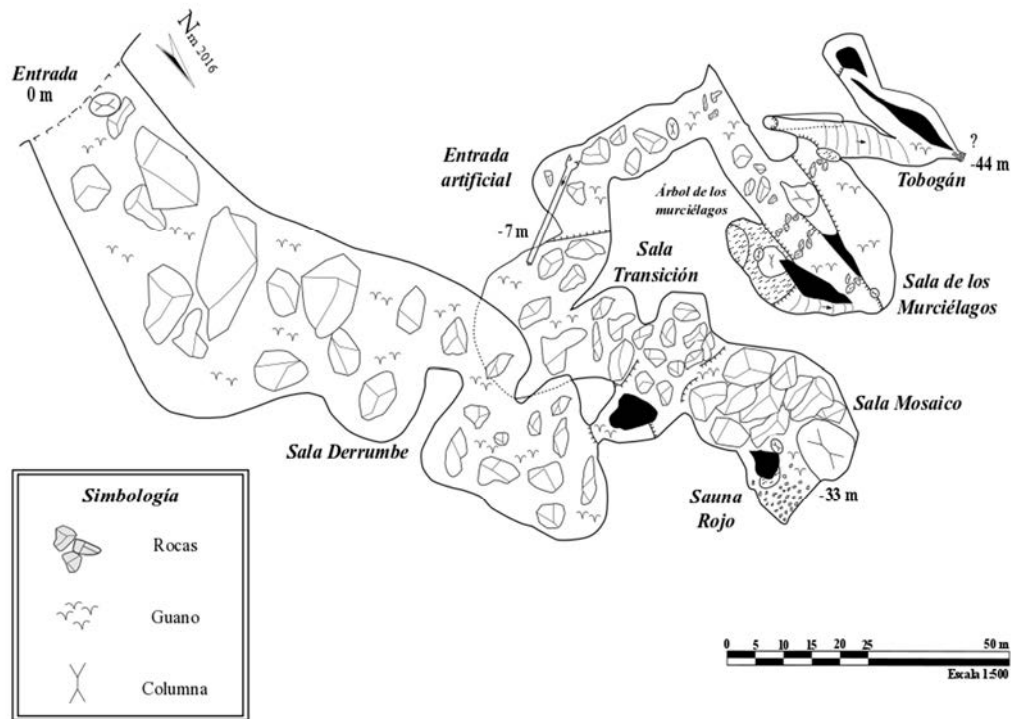 Nm 2016
Entrada
0 m
Entrada
artificial
-7 m
Árbol de los
murciélagos
Sala
Transición
?
-44 m
Tobogán
Sala de los
Murciélagos
Sala Mosaico
Sala Derrumbe
Sauna
Rojo
-33 m
Simbología
Rocas
Guano
Columna
0 5 10 15 20 25 50 m
Escala 1:500